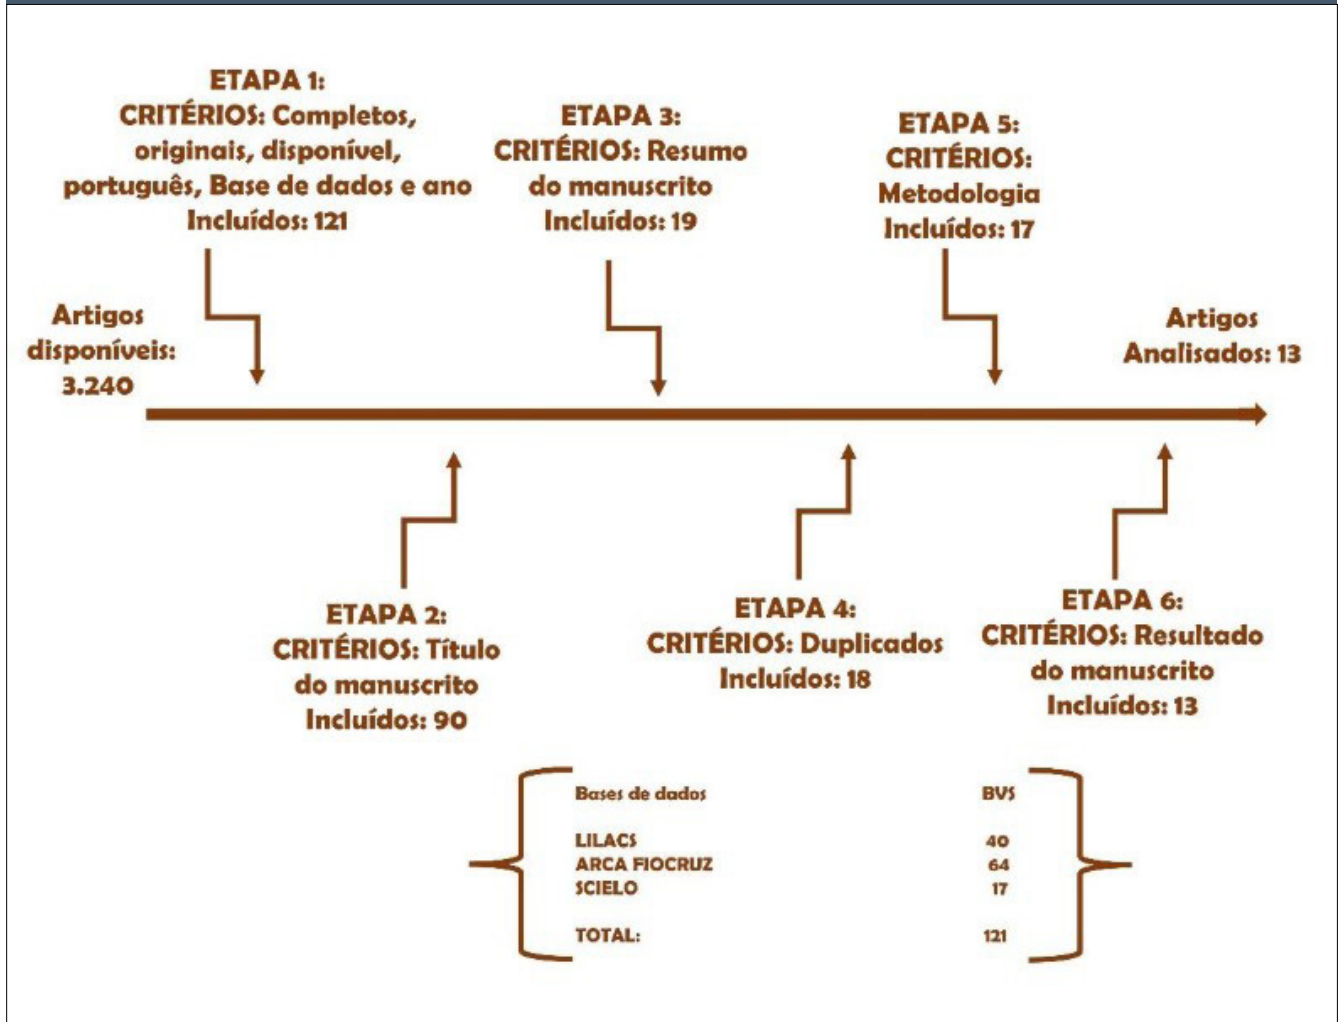 ETAPA 1:
CRITÉRIOS: Completos,
originais, disponível,
português, Base de dados e ano
Incluídos: 121
ETAPA 3:
CRITÉRIOS: Resumo
do manuscrito
Incluídos: 19
ETAPA 5:
CRITÉRIOS:
Metodologia
Incluídos: 17
Artigos
disponíveis:
3.240
Artigos
Analisados: 13
ETAPA 2:
CRITÉRIOS: Título
do manuscrito
Incluídos: 90
ETAPA 4:
CRITÉRIOS: Duplicados
Incluídos: 18
ETAPA 6:
CRITÉRIOS: Resultado
do manuscrito
Incluídos: 13
Bases de dados BVS
LILACS 40
ARCA FIOCRUZ 64
SCIELO 17
TOTAL: 121